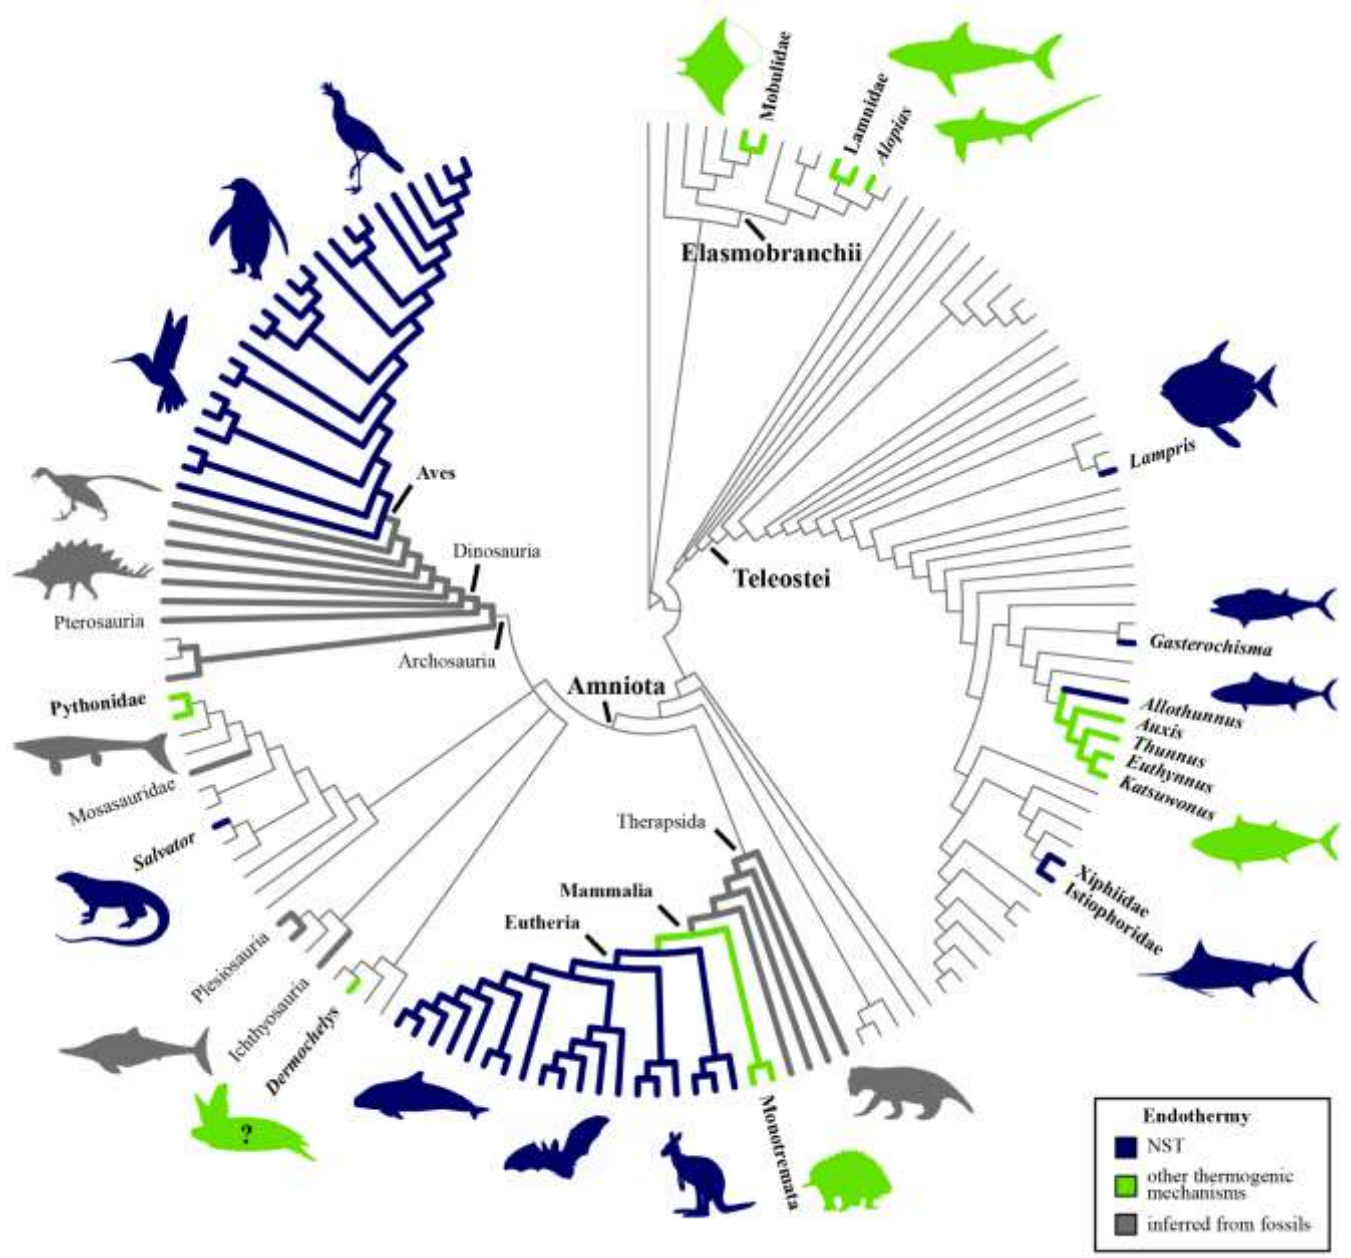 Mobulidae
Lamnidae
Alopias
Elasmobranchii
Lampris
Aves
Dinosauria
Teleostei
Pterosauria
Archosauria
Gasterochisma
Amniota
Pythonidae
Allothunnus
Auxis
Thunnus
Euthynnus
Katsuwonus
Mosasauridae
Therapsida
Salvator
Mammalia
Eutheria
Xiphiidae
Istiophoridae
Plesiosauria
Ichthyosauria
Dermochelys
?
Monotremata
Endothermy
NST
other thermogenic
mechanisms
inferred from fossils